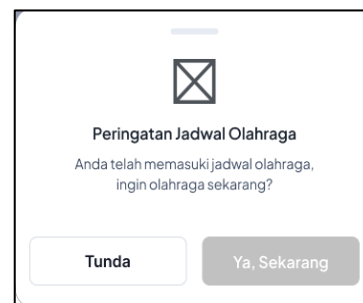 Peringatan Jadwal Olahraga
Anda telah memasuki jadwal olahraga,
ingin olahraga sekarang?
Tunda
Ya, Sekarang